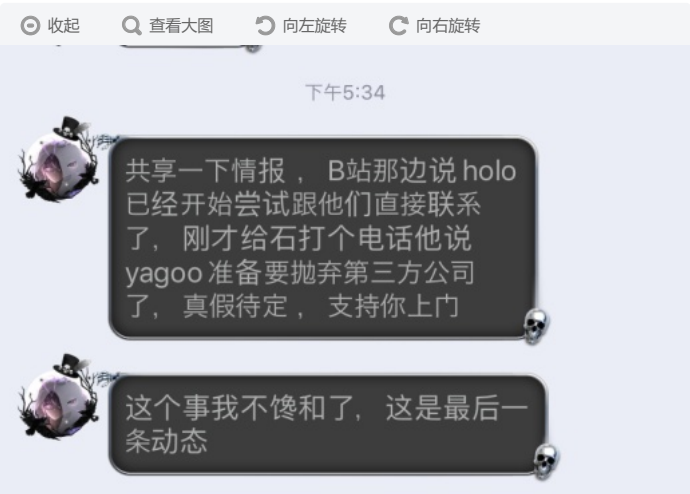 收起 查看大图 向左旋转 向右旋转
下午5:34
共享一下情报， B站那边说 holo
已经开始尝试跟他们直接联系
了， 刚才给石打个电话他说
yagoo 准备要抛弃第三方公司
了， 真假待定， 支持你上门
这个事我不馋和了， 这是最后一
条动态